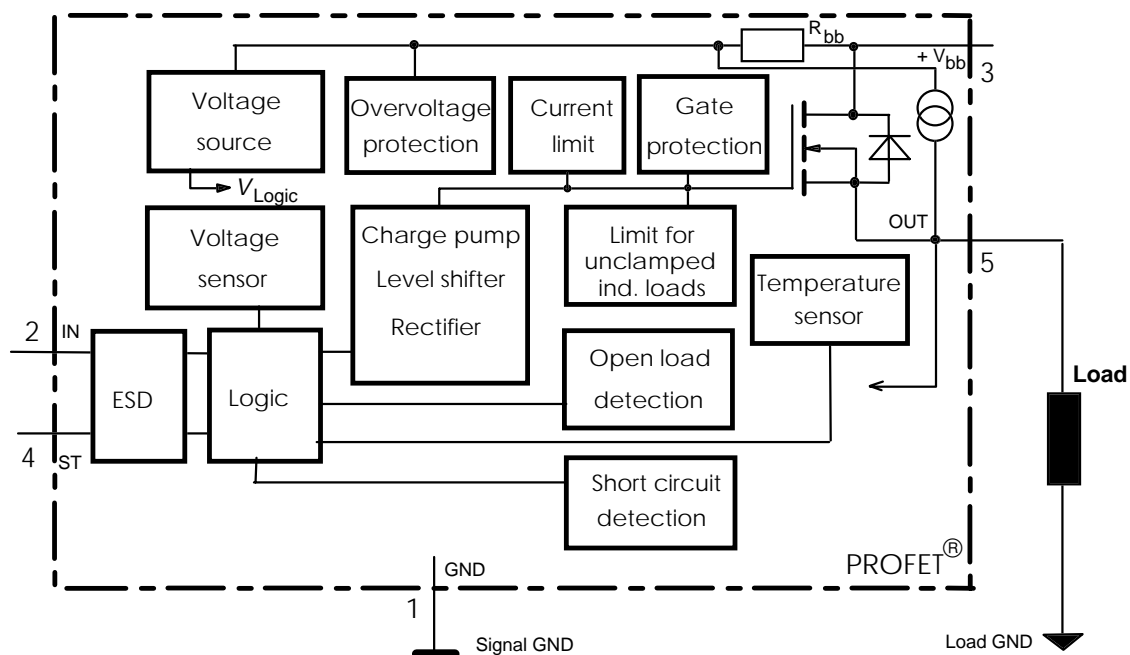 R bb
+ V bb
3
Voltage
source
Overvoltage
protection
Current
limit
Gate
protection
V Logic
Voltage
sensor
Charge pump
Level shifter
Rectifier
Limit for
unclamped
ind. loads
OUT
5
Temperature
sensor
2 IN
ESD
Logic
Open load
detection
Load
4 ST
Short circuit
detection
PROFET®
GND
1
Signal GND
Load GND